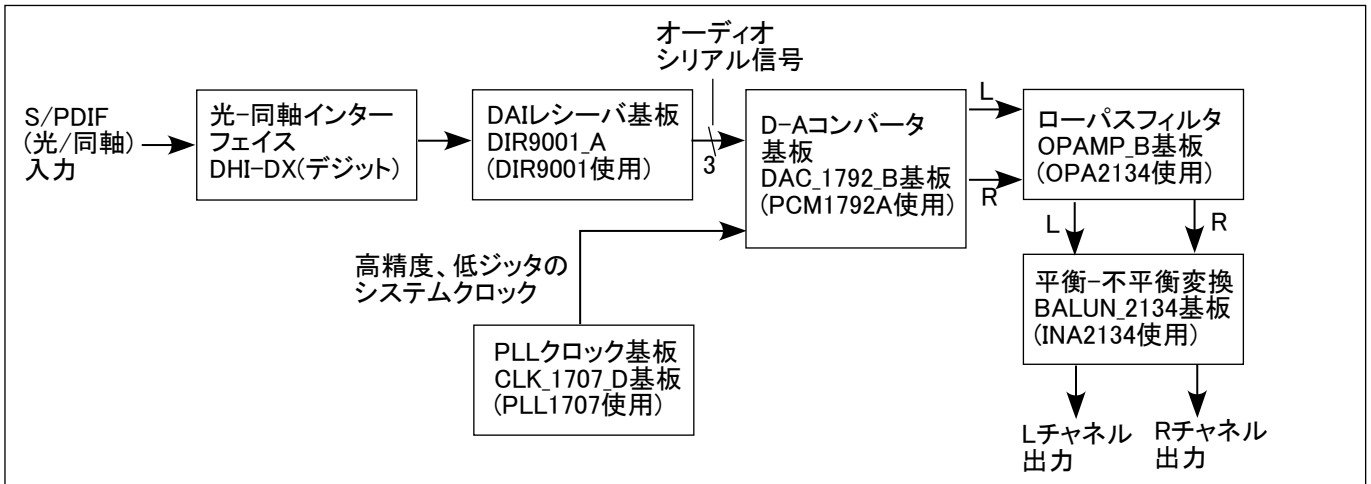 オーディオ
シリアル信号
S/PDIF
(光/同軸)
入力
光-同軸インター
フェイス
DHI-DX(デジット)
DAIレシーバ基板
DIR9001_A
(DIR9001使用)
3
D-Aコンバータ
基板
DAC_1792_B基板
(PCM1792A使用)
L
R
ローパスフィルタ
OPAMP_B基板
(OPA2134使用)
L
R
高精度、低ジッタの
システムクロック
平衡-不平衡変換
BALUN_2134基板
(INA2134使用)
PLLクロック基板
CLK_1707_D基板
(PLL1707使用)
Lチャネル
出力
Rチャネル
出力